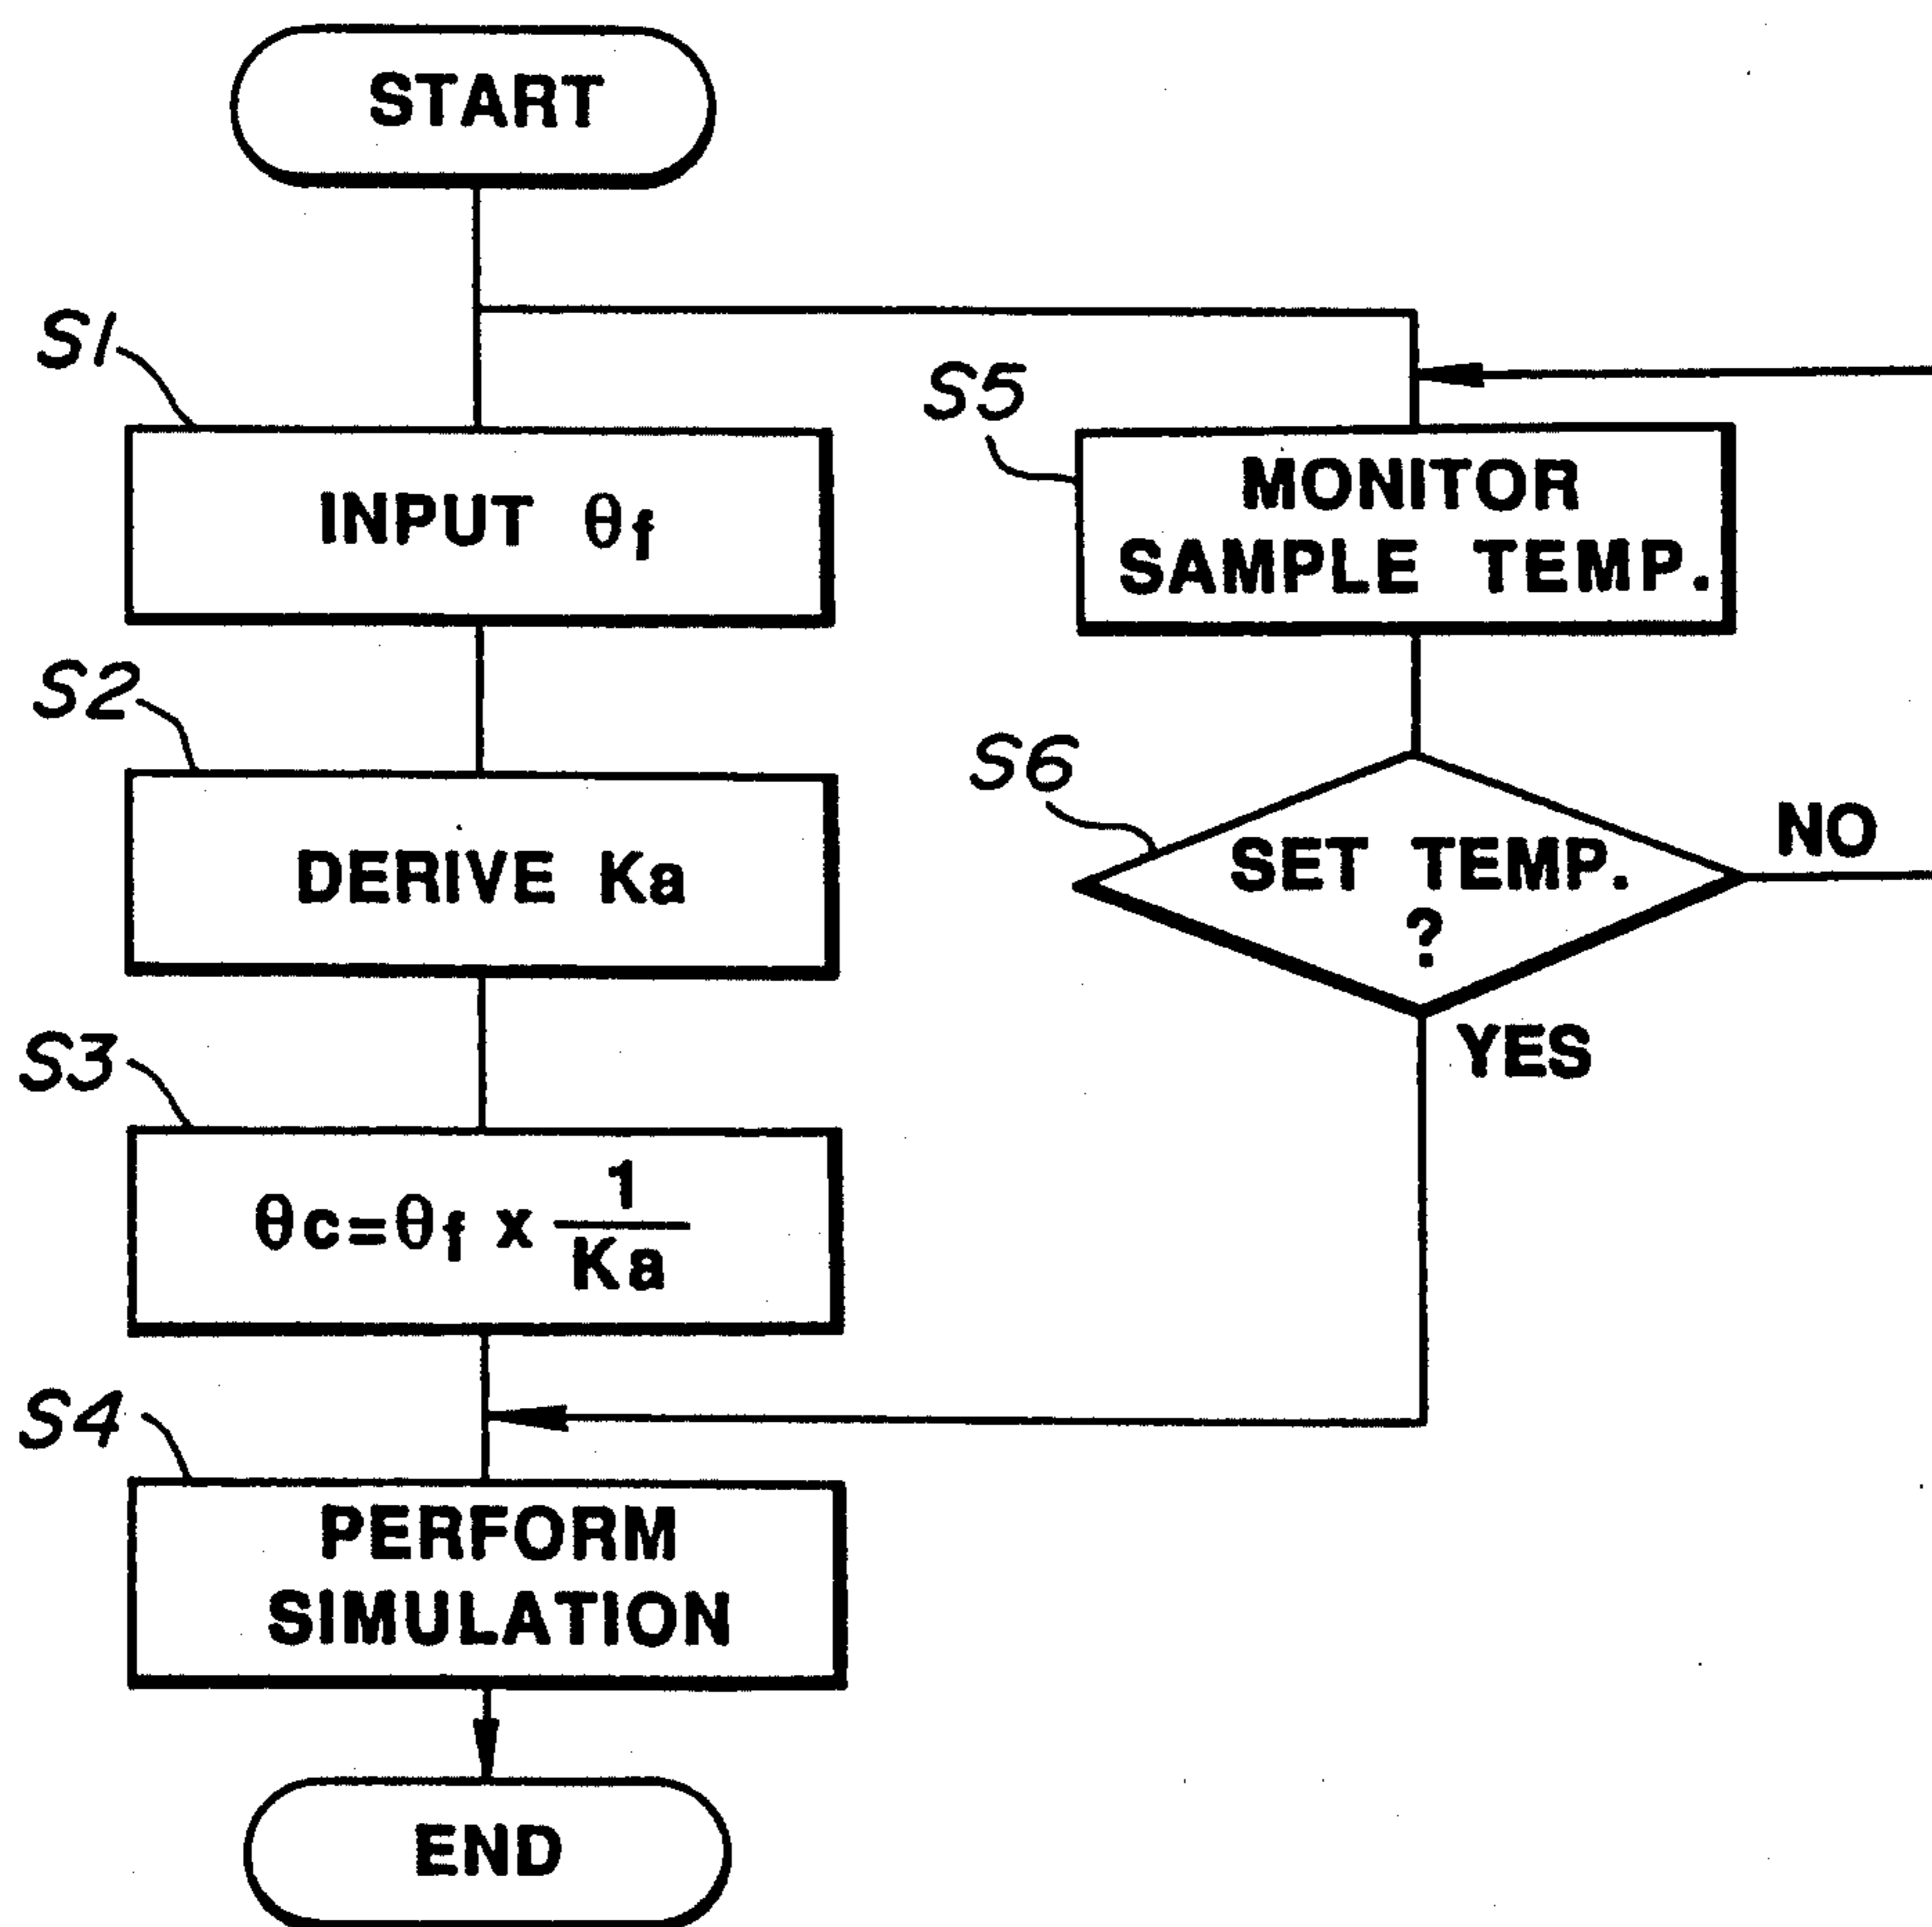 START
S1
INPUT θf
S2
DERIVE Ka
S3
θc=θf x 1/Ka
S4
PERFORM
SIMULATION
END
S5
MONITOR
SAMPLE TEMP.
S6
SET TEMP.
?
NO
YES